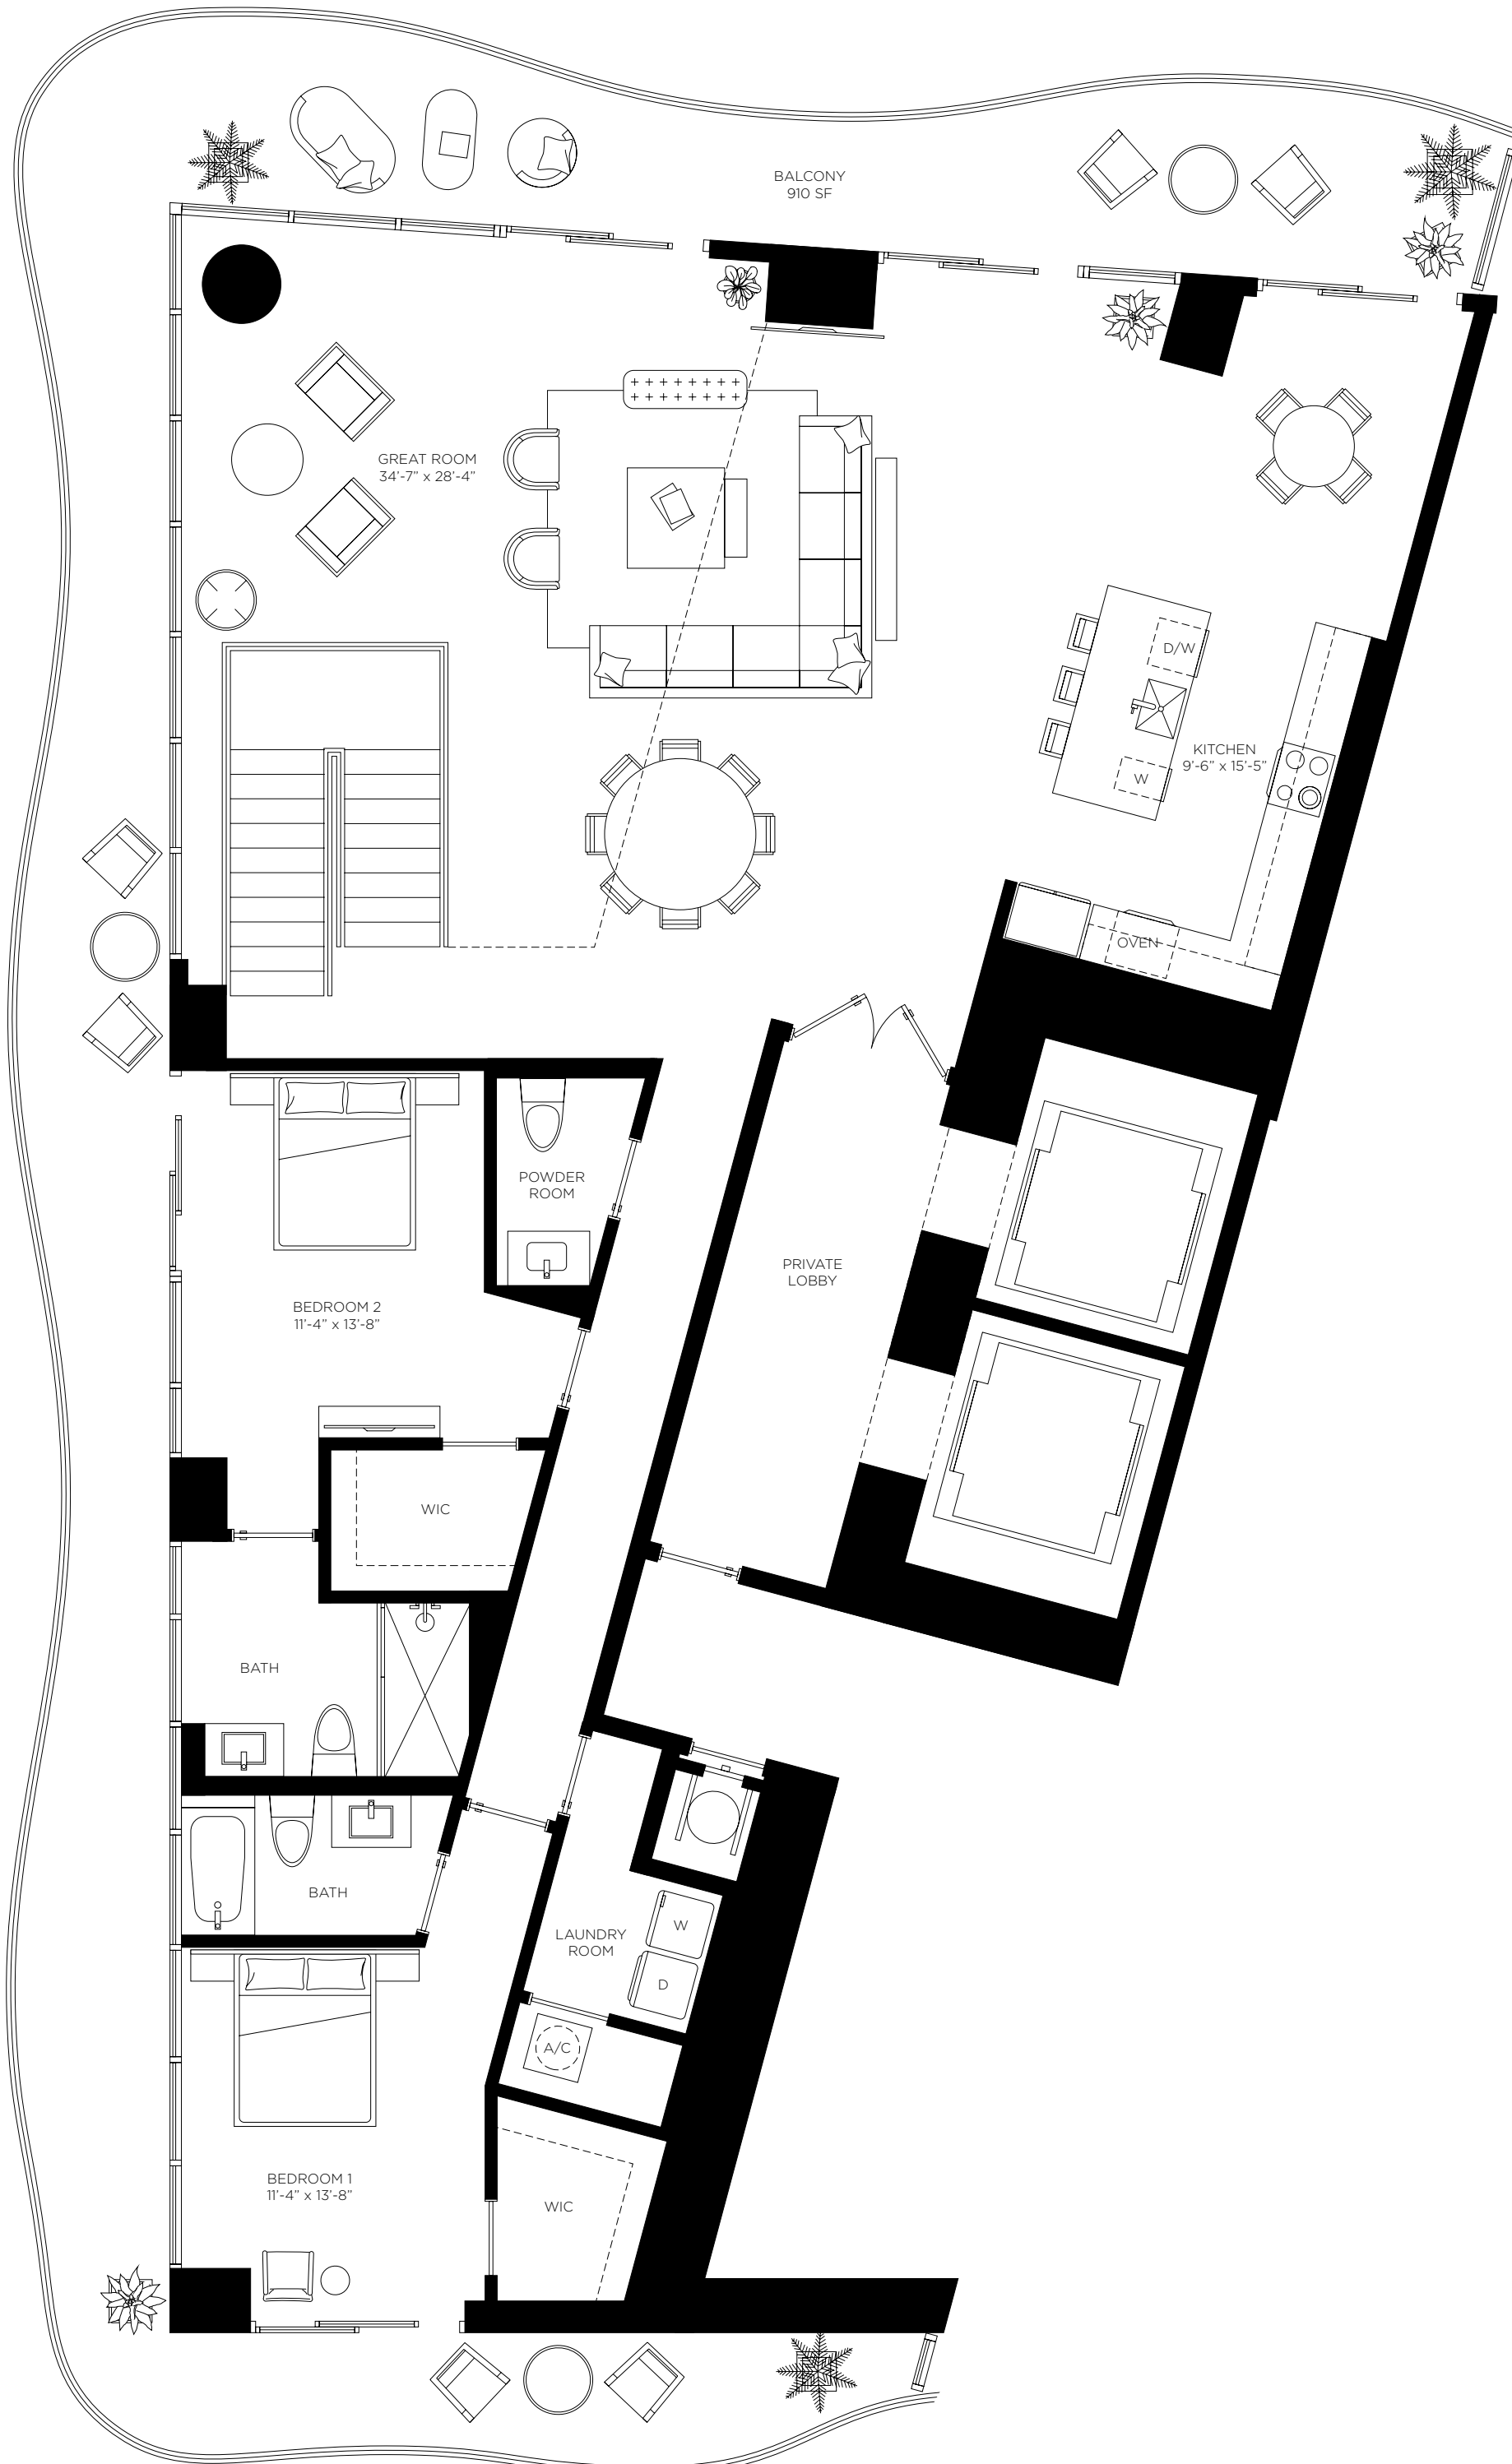 BALCONY
910 SF
GREAT ROOM
34'-7" x 28'-4"
D/W
KITCHEN
9'-6" x 15'-5"
W
OVEN
POWDER
ROOM
PRIVATE
LOBBY
BEDROOM 2
11'-4" x 13'-8"
WIC
BATH
BATH
LAUNDRY
ROOM
W
D
A/C
BEDROOM 1
11'-4" x 13'-8"
WIC